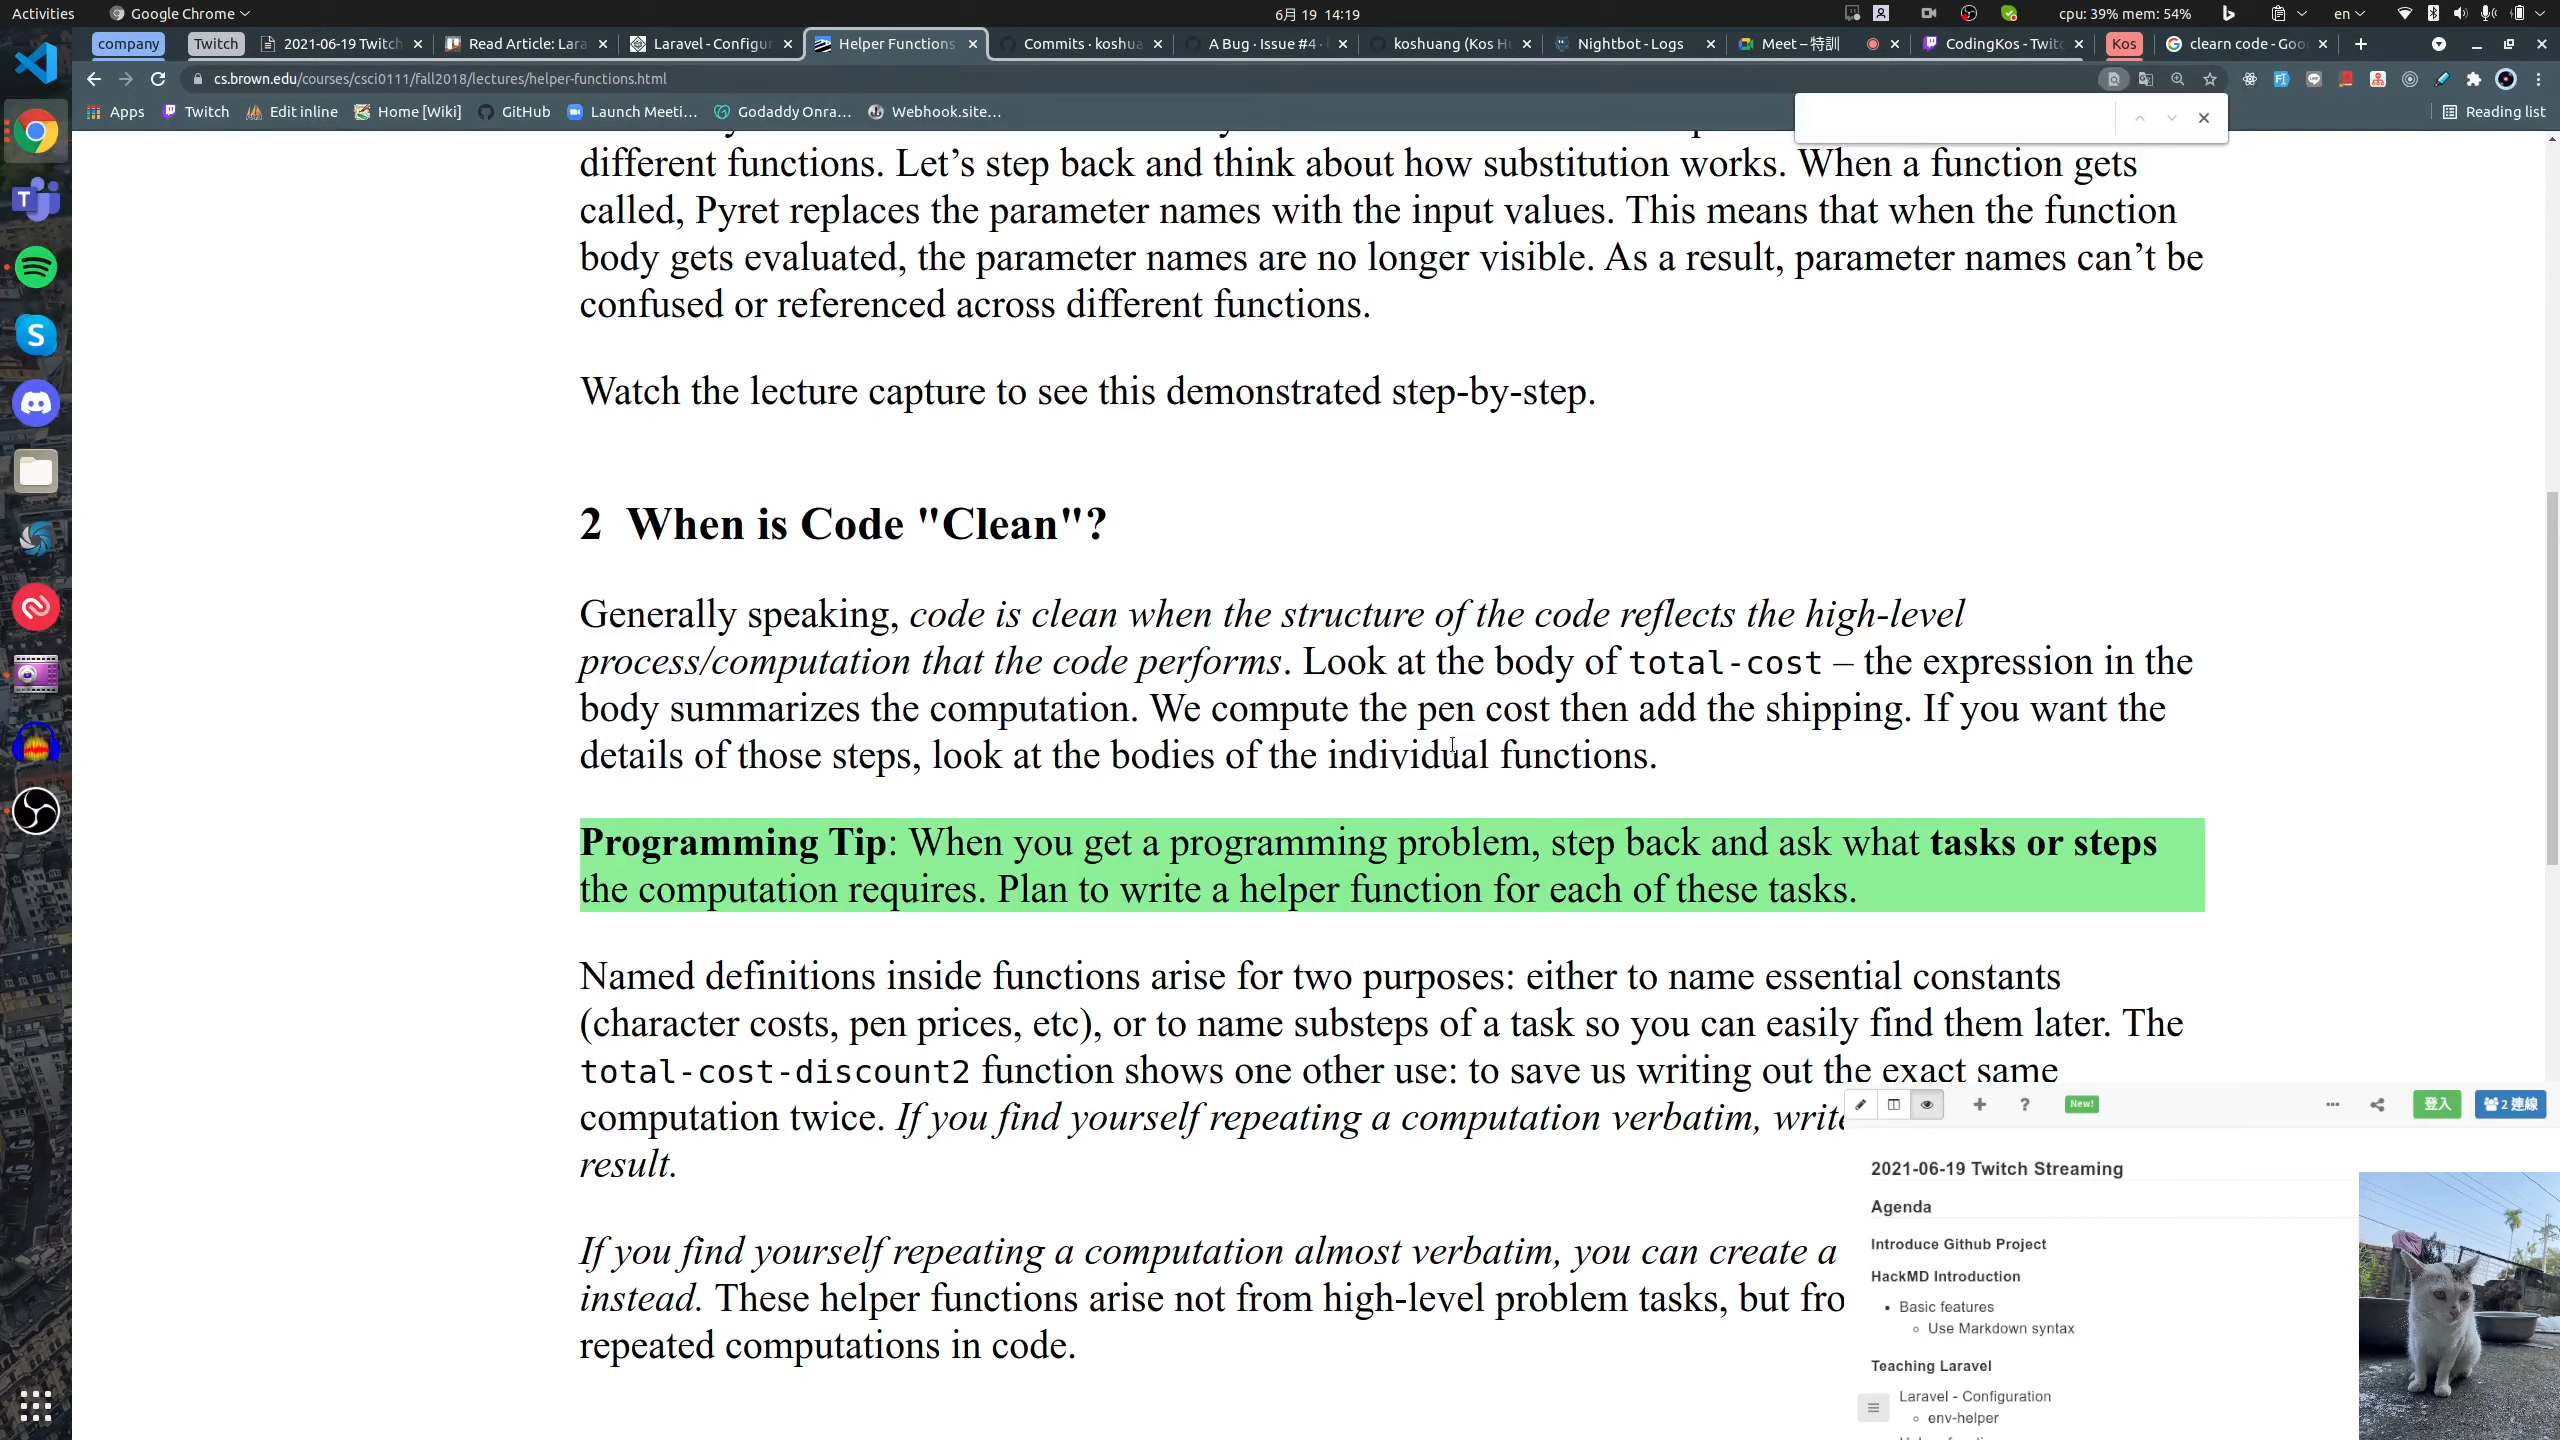 Activities
Google Chrome
6月 19 14:19
cpu: 39% mem: 54%
en
company
Twitch
2021-06-19 Twitch
Read Article: Lara
Laravel - Configur
Helper Functions
Commits · koshua
A Bug · Issue #4 ·
koshuang (Kos H
Nightbot - Logs
Meet – 特訓
CodingKos - Twitc
Kos
clearn code - Goo
cs.brown.edu/courses/csci0111/fall2018/lectures/helper-functions.html
Apps
Twitch
Edit inline
Home [Wiki]
GitHub
Launch Meeti...
Godaddy Onra...
Webhook.site...
Reading list
different functions. Let’s step back and think about how substitution works. When a function gets
called, Pyret replaces the parameter names with the input values. This means that when the function
body gets evaluated, the parameter names are no longer visible. As a result, parameter names can’t be
confused or referenced across different functions.
Watch the lecture capture to see this demonstrated step-by-step.
2 When is Code "Clean"?
Generally speaking, code is clean when the structure of the code reflects the high-level
process/computation that the code performs. Look at the body of total-cost – the expression in the
body summarizes the computation. We compute the pen cost then add the shipping. If you want the
details of those steps, look at the bodies of the individual functions.
Programming Tip: When you get a programming problem, step back and ask what tasks or steps
the computation requires. Plan to write a helper function for each of these tasks.
Named definitions inside functions arise for two purposes: either to name essential constants
(character costs, pen prices, etc), or to name substeps of a task so you can easily find them later. The
total-cost-discount2 function shows one other use: to save us writing out the exact same
computation twice. If you find yourself repeating a computation verbatim, write
result.
If you find yourself repeating a computation almost verbatim, you can create a
instead. These helper functions arise not from high-level problem tasks, but fro
repeated computations in code.
New!
登入
2 連線
2021-06-19 Twitch Streaming
Agenda
Introduce Github Project
HackMD Introduction
• Basic features
○ Use Markdown syntax
Teaching Laravel
Laravel - Configuration
○ env-helper